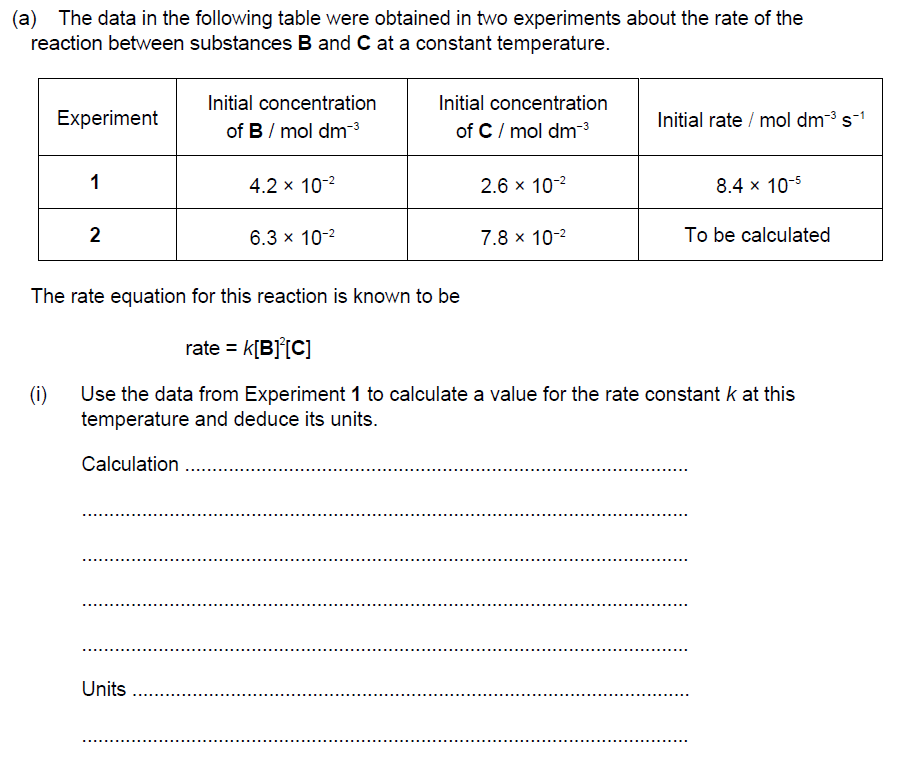 (a) The data in the following table were obtained in two experiments about the rate of the
reaction between substances B and C at a constant temperature.
Experiment
Initial concentration
of B / mol dm⁻³
Initial concentration
of C / mol dm⁻³
Initial rate / mol dm⁻³ s⁻¹
1 4.2 × 10⁻² 2.6 × 10⁻² 8.4 × 10⁻⁵
2 6.3 × 10⁻² 7.8 × 10⁻² To be calculated
The rate equation for this reaction is known to be
rate = k[B]²[C]
(i) Use the data from Experiment 1 to calculate a value for the rate constant k at this
temperature and deduce its units.
Calculation ................................................................
................................................................
................................................................
................................................................
................................................................
Units ................................................................
................................................................